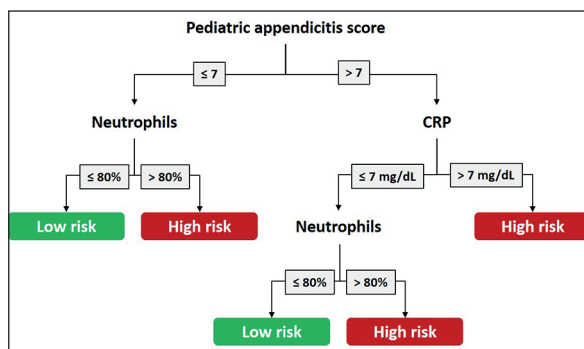 Pediatric appendicitis score
≤ 7
> 7
Neutrophils
CRP
≤ 80%
> 80%
≤ 7 mg/dL
> 7 mg/dL
Low risk
High risk
Neutrophils
High risk
≤ 80%
> 80%
Low risk
High risk